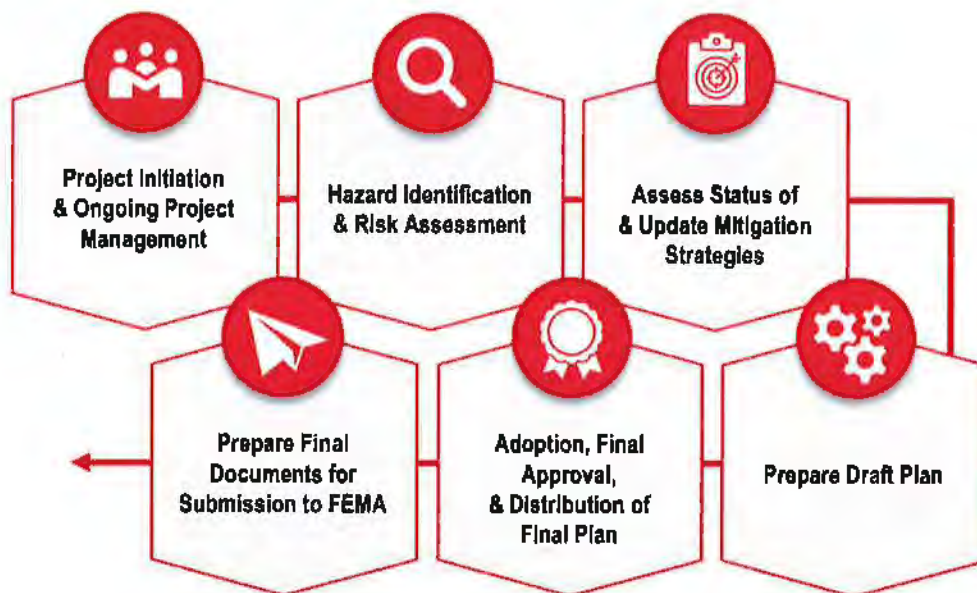 Project Initiation
& Ongoing Project
Management
Hazard Identification
& Risk Assessment
Assess Status of
& Update Mitigation
Strategies
Prepare Draft Plan
Adoption, Final
Approval,
& Distribution of
Final Plan
Prepare Final
Documents for
Submission to FEMA